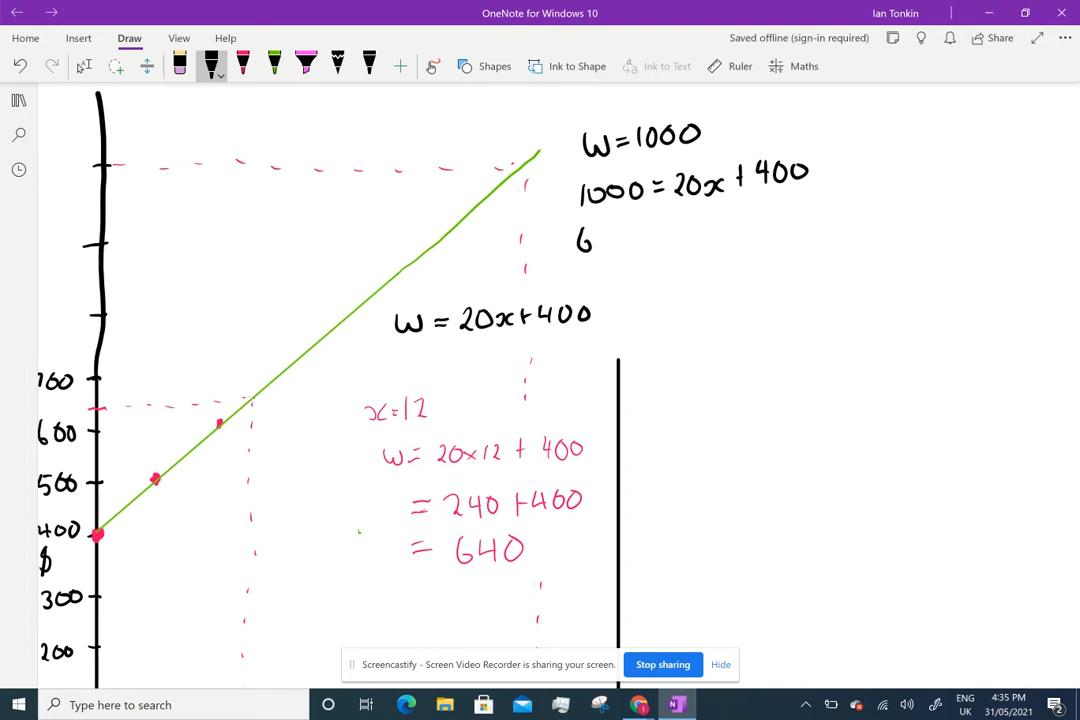 OneNote for Windows 10
Ian Tonkin
Home Insert Draw View Help
Saved offline (sign-in required)
Share
Shapes
Ink to Shape
Ink to Text
Ruler
Maths
W=1000
1000=20x+400
6
W=20x+400
700
600
500
400
$
300
200
x=12
W=20x12+400
=240+400
=640
Screencastify - Screen Video Recorder is sharing your screen.
Stop sharing
Hide
Type here to search
ENG
UK
4:35 PM
31/05/2021
2